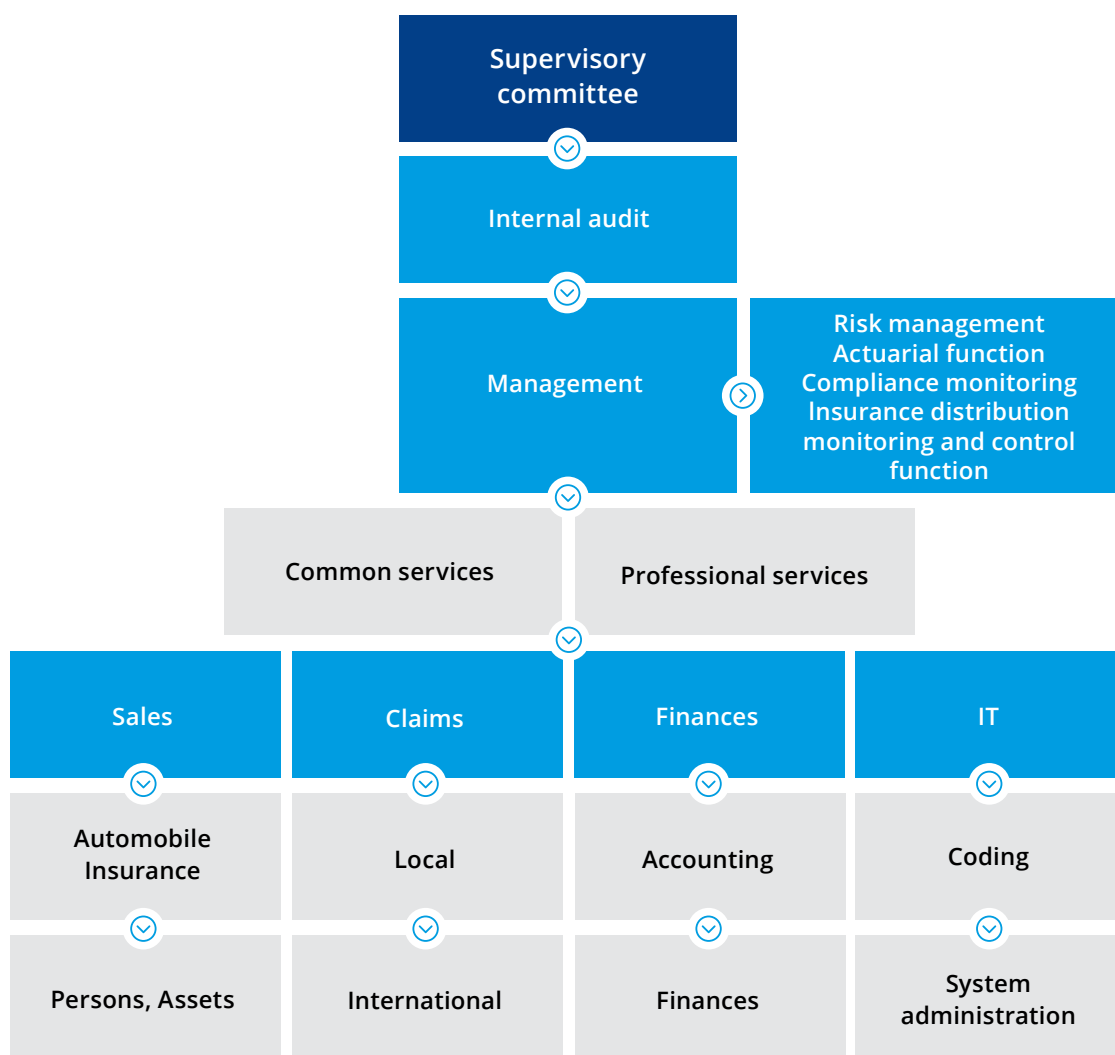 Supervisory
committee
Internal audit
Management
Risk management
Actuarial function
Compliance monitoring
Insurance distribution
monitoring and control
function
Common services
Professional services
Sales
Claims
Finances
IT
Automobile
Insurance
Local
Accounting
Coding
Persons, Assets
International
Finances
System
administration